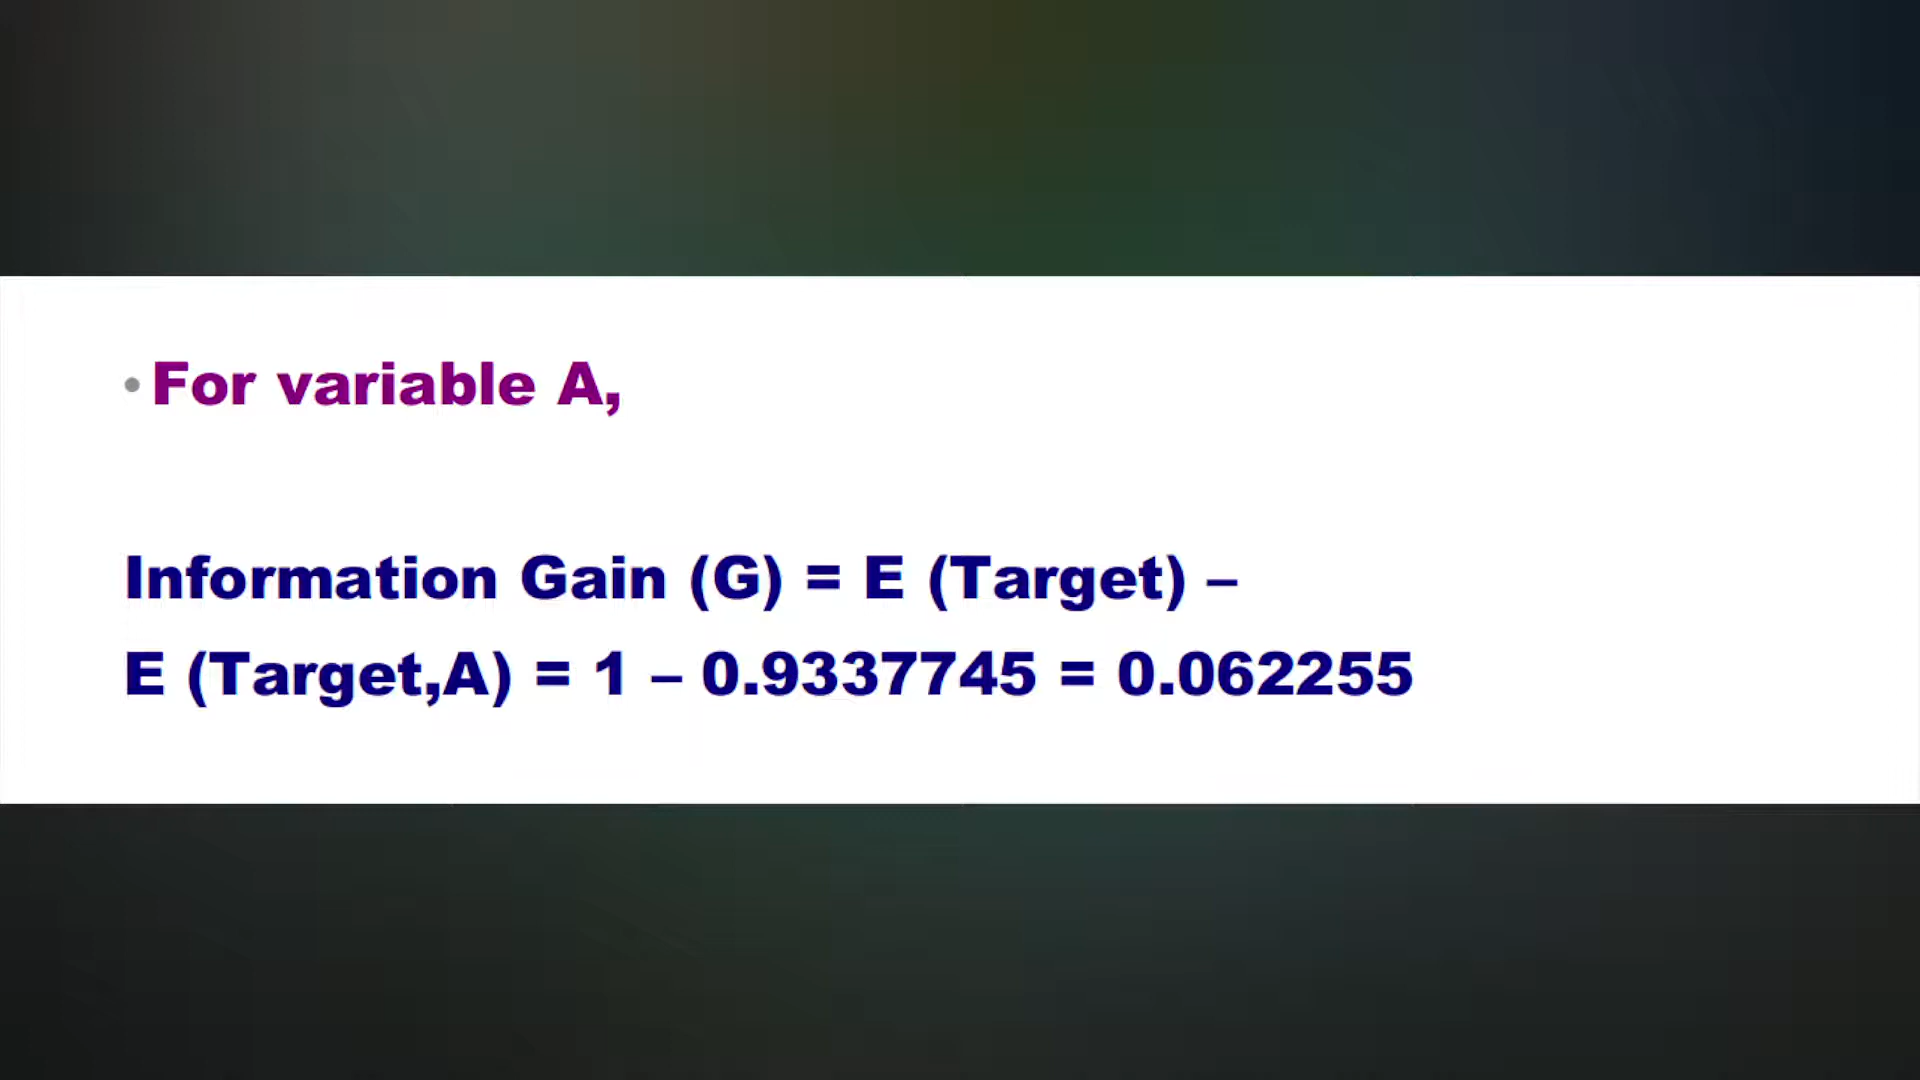 • For variable A,
Information Gain (G) = E (Target) –
E (Target,A) = 1 – 0.9337745 = 0.062255